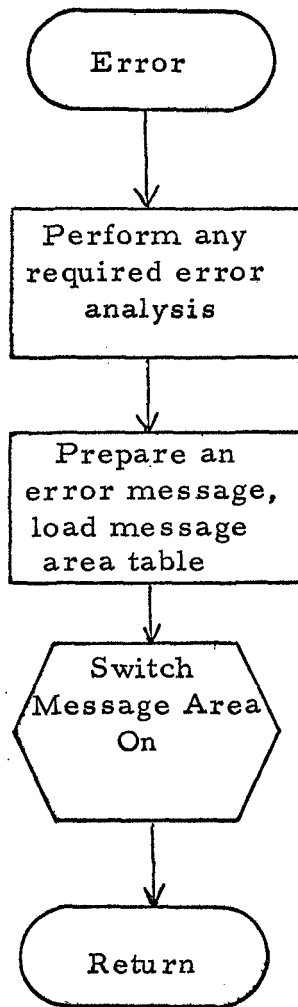 Error
Perform any
required error
analysis
Prepare an
error message,
load message
area table
Switch
Message Area
On
Return